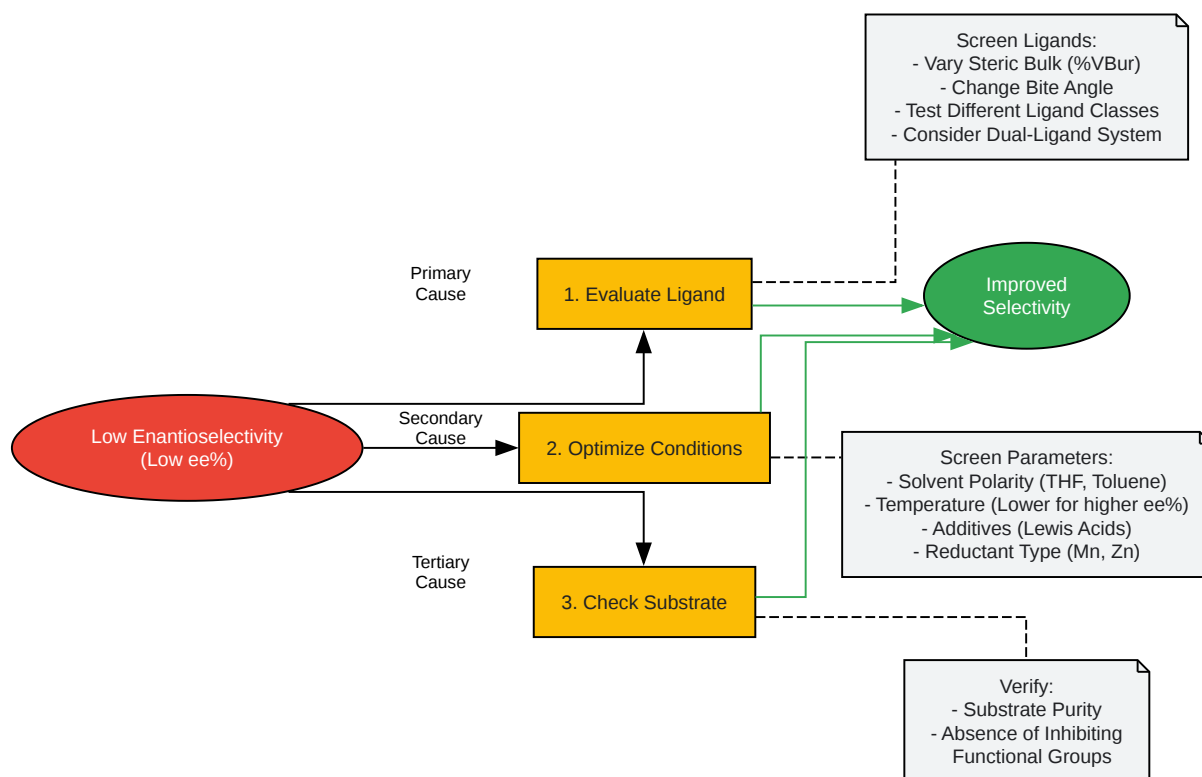 Screen Ligands:
- Vary Steric Bulk (%VBur)
- Change Bite Angle
- Test Different Ligand Classes
- Consider Dual-Ligand System
Primary
Cause
1. Evaluate Ligand
Improved
Selectivity
Low Enantioselectivity
(Low ee%)
Secondary
Cause
2. Optimize Conditions
Screen Parameters:
- Solvent Polarity (THF, Toluene)
- Temperature (Lower for higher ee%)
- Additives (Lewis Acids)
- Reductant Type (Mn, Zn)
Tertiary
Cause
3. Check Substrate
Verify:
- Substrate Purity
- Absence of Inhibiting
Functional Groups